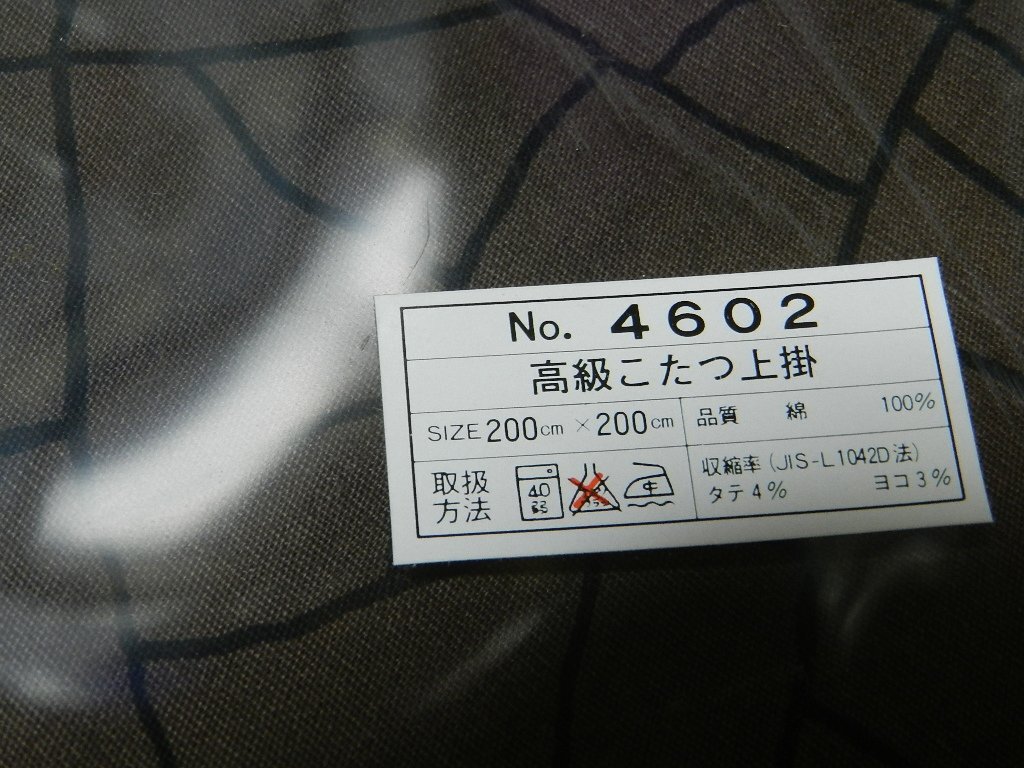 No. 4602
高級こたつ上掛
SIZE 200cm × 200cm
品質 綿 100%
取扱方法
40
弱
中
収縮率(JIS-L1042D法)
タテ4% ヨコ3%